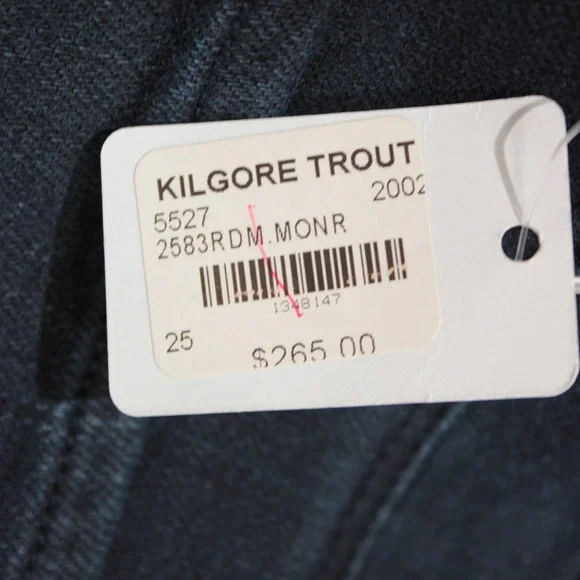 KILGORE TROUT
5527 2002
2583RDM.MONR
1348147
25 $265.00